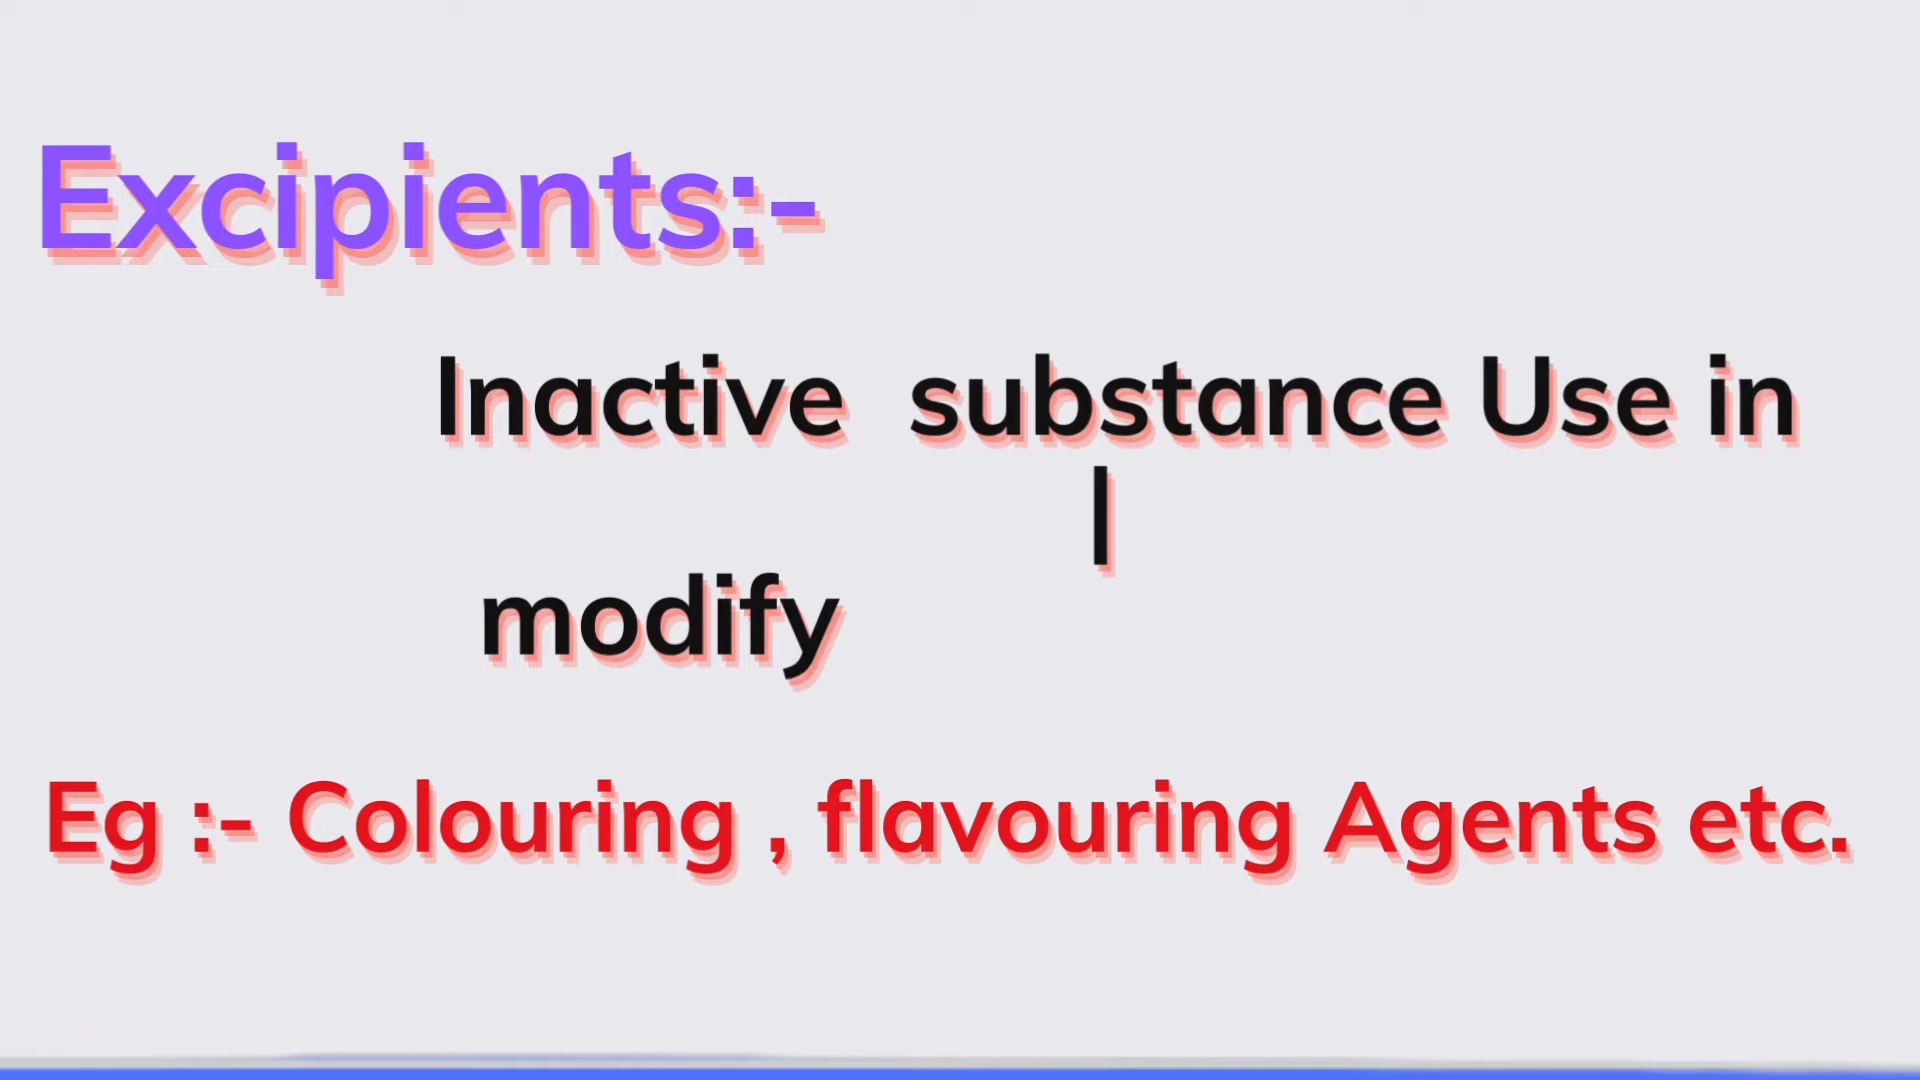 Excipients:-
Inactive substance Use in
|
modify
Eg :- Colouring , flavouring Agents etc.